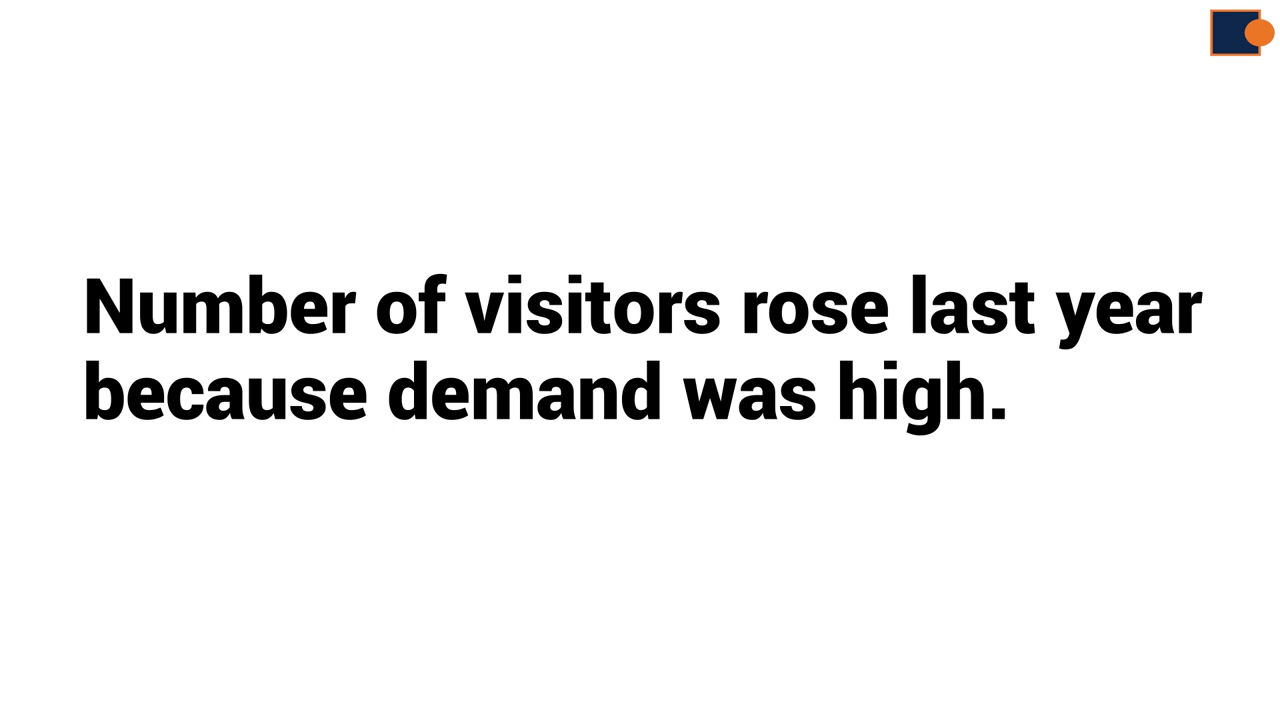 Number of visitors rose last year
because demand was high.